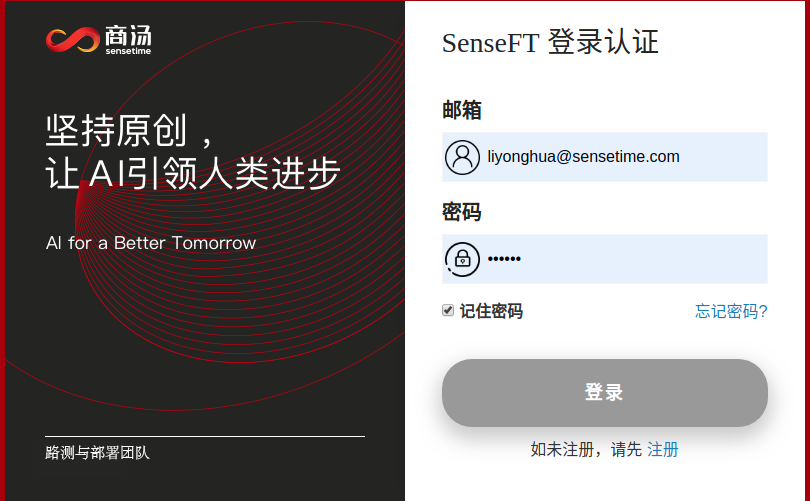 商汤
sensetime
坚持原创，
让AI引领人类进步
AI for a Better Tomorrow
路测与部署团队
SenseFT 登录认证
邮箱
liyonghua@sensetime.com
密码
••••••
记住密码 忘记密码?
登录
如未注册，请先 注册